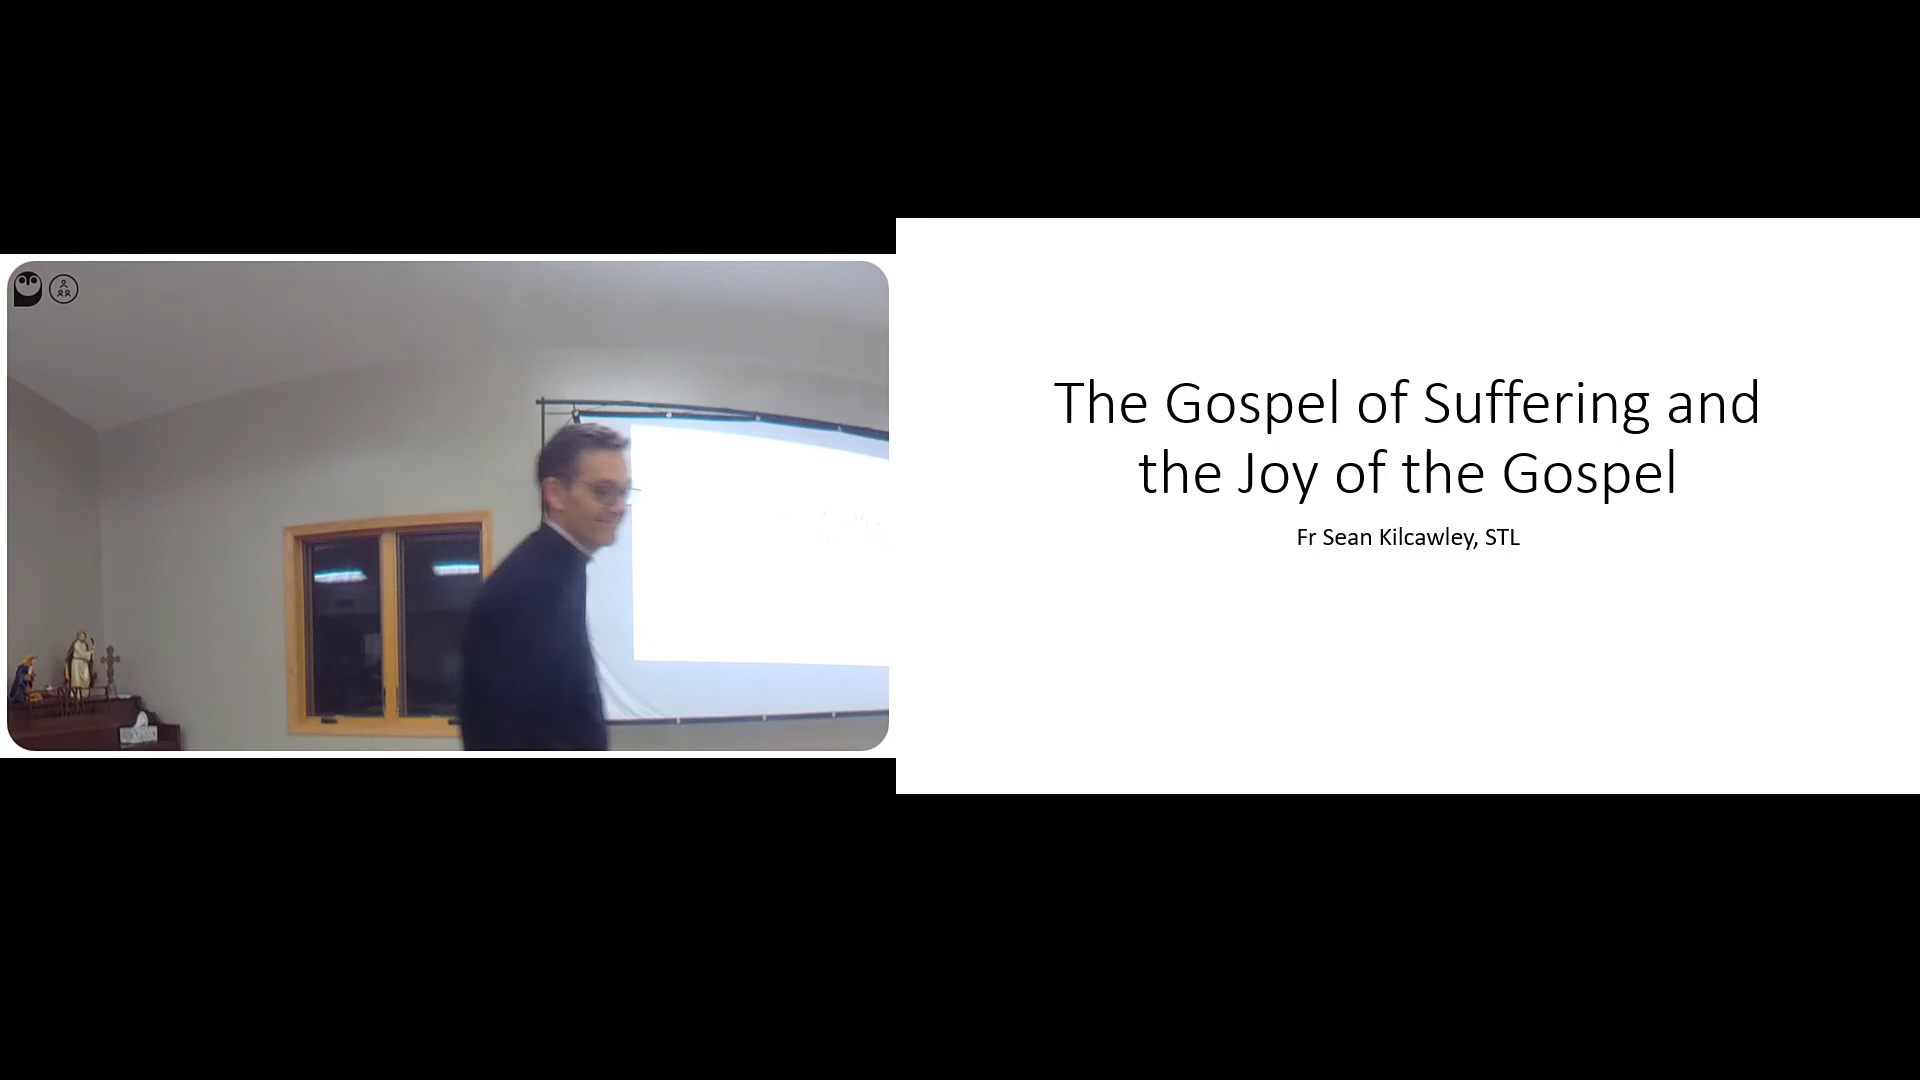 The Gospel of Suffering and
the Joy of the Gospel
Fr Sean Kilcawley, STL